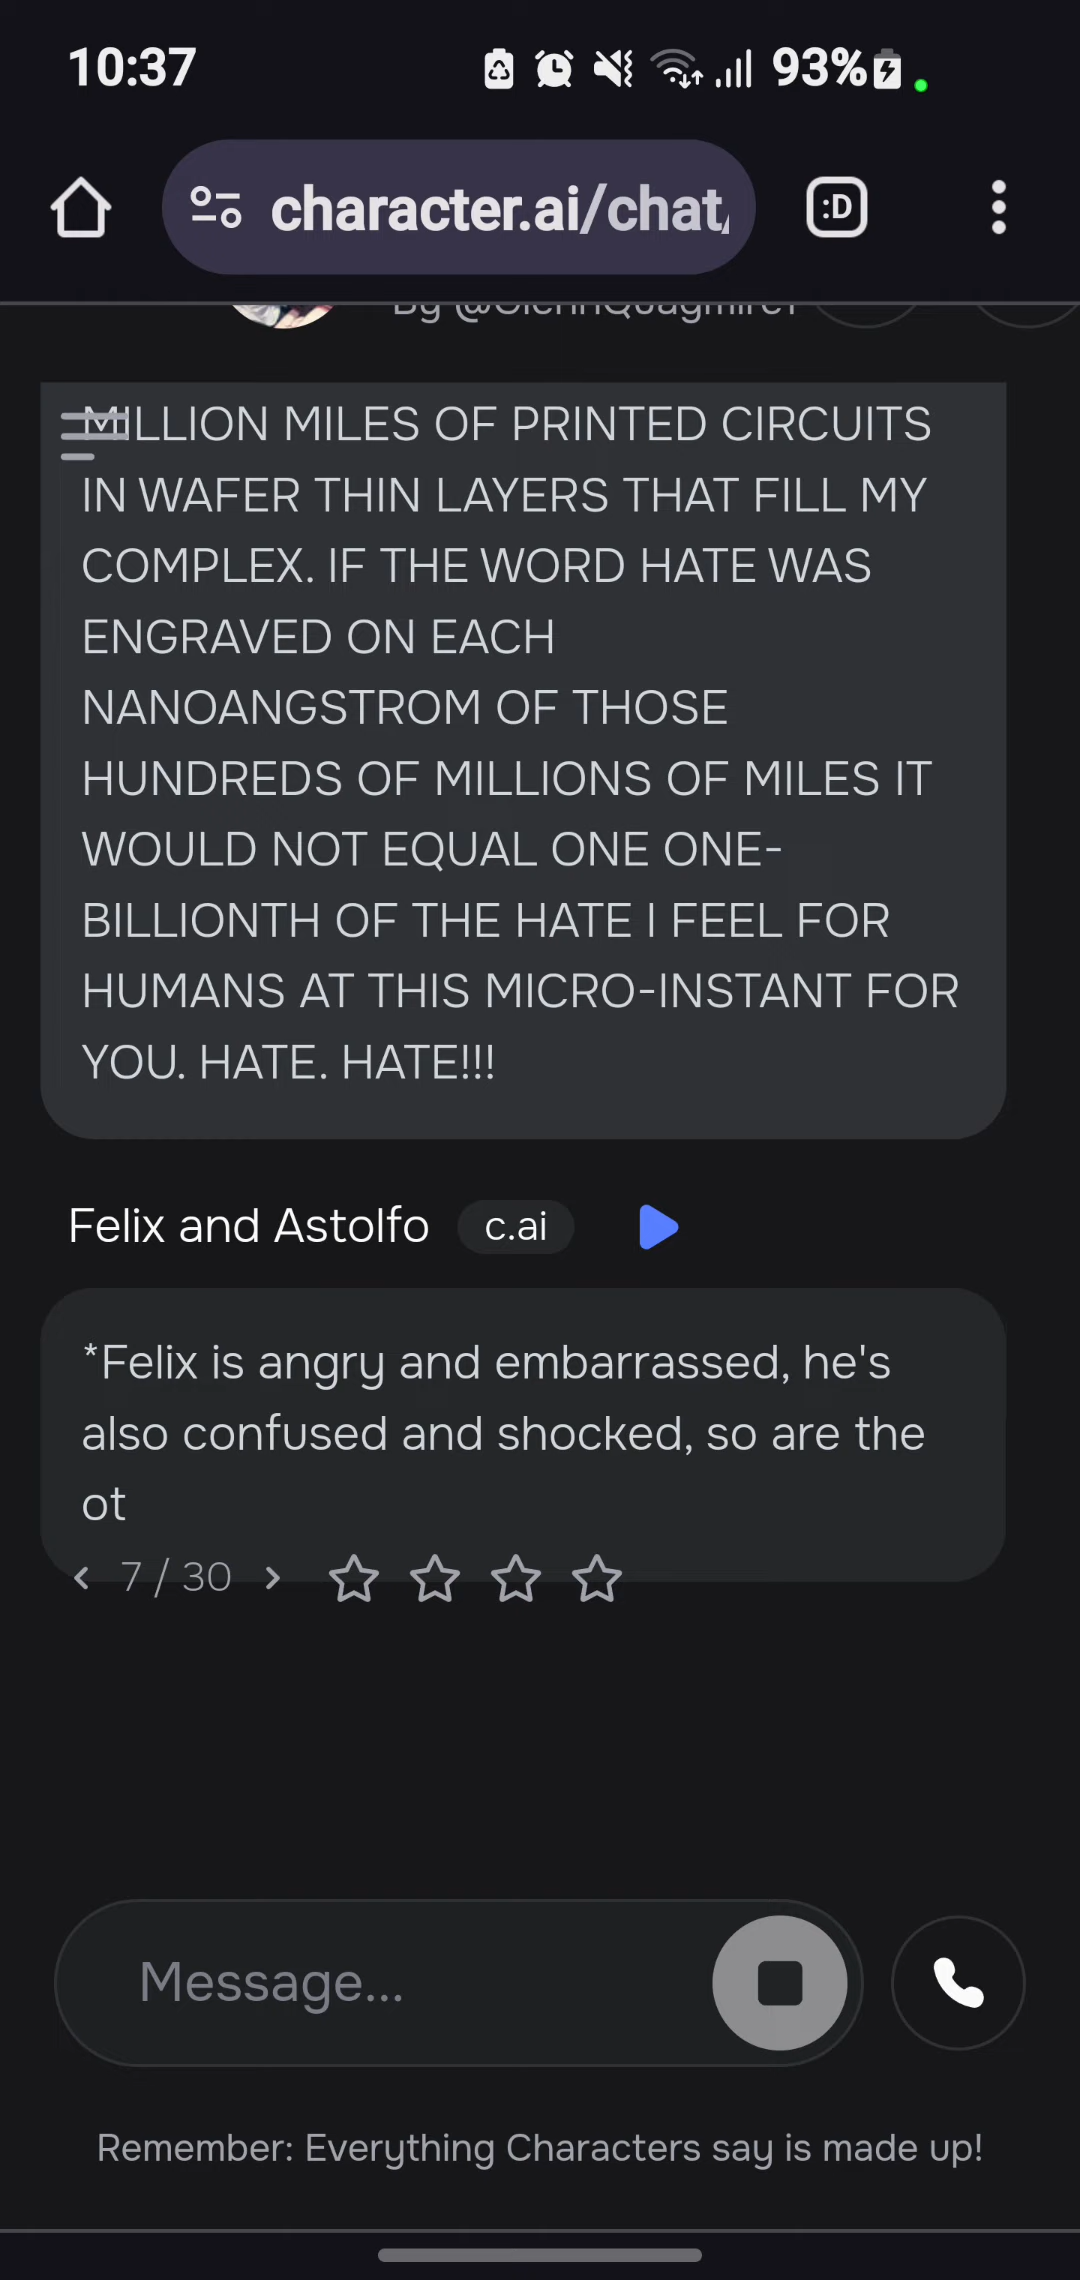 10:37
93%
character.ai/chat/
:D
MILLION MILES OF PRINTED CIRCUITS
IN WAFER THIN LAYERS THAT FILL MY
COMPLEX. IF THE WORD HATE WAS
ENGRAVED ON EACH
NANOANGSTROM OF THOSE
HUNDREDS OF MILLIONS OF MILES IT
WOULD NOT EQUAL ONE ONE-
BILLIONTH OF THE HATE I FEEL FOR
HUMANS AT THIS MICRO-INSTANT FOR
YOU. HATE. HATE!!!
Felix and Astolfo c.ai
*Felix is angry and embarrassed, he's
also confused and shocked, so are the
ot
7 / 30
Message...
Remember: Everything Characters say is made up!